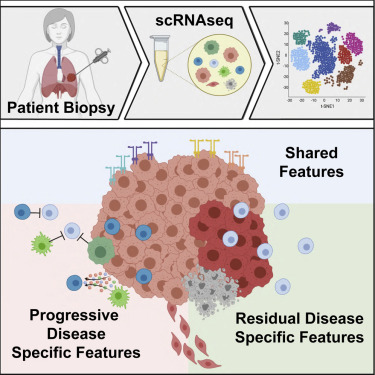 Patient Biopsy
scRNAseq
t-SNE2
t-SNE1
Shared
Features
Progressive
Disease
Specific Features
Residual Disease
Specific Features